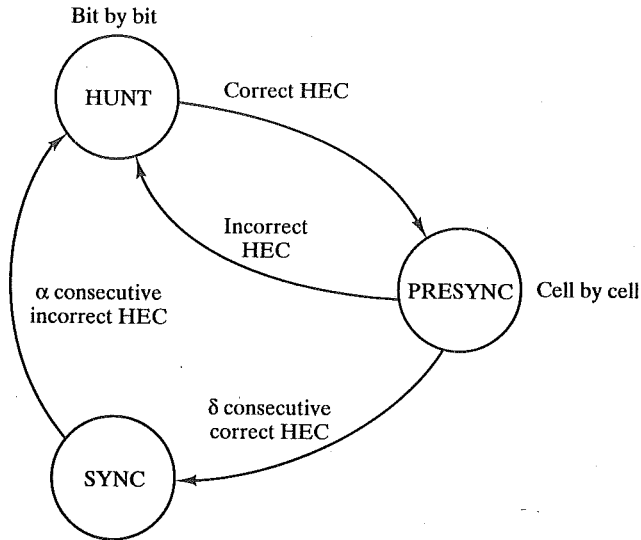 Bit by bit
HUNT
Correct HEC
Incorrect
HEC
PRESYNC
Cell by cell
α consecutive
incorrect HEC
δ consecutive
correct HEC
SYNC